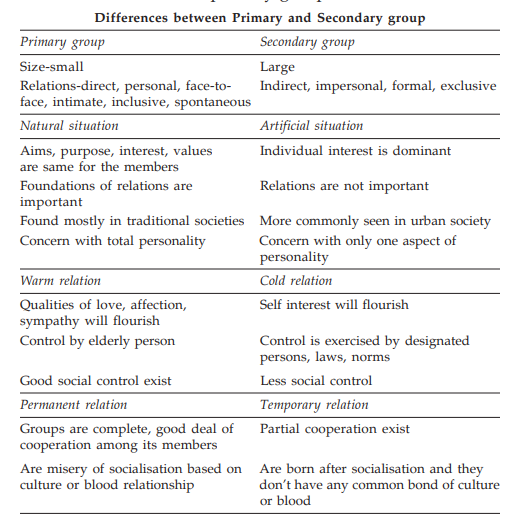 Differences between Primary and Secondary group
Primary group Secondary group
Size-small Large
Relations-direct, personal, face-to- Indirect, impersonal, formal, exclusive
face, intimate, inclusive, spontaneous
Natural situation Artificial situation
Aims, purpose, interest, values Individual interest is dominant
are same for the members
Foundations of relations are Relations are not important
important
Found mostly in traditional societies More commonly seen in urban society
Concern with total personality Concern with only one aspect of
personality
Warm relation Cold relation
Qualities of love, affection, Self interest will flourish
sympathy will flourish
Control by elderly person Control is exercised by designated
persons, laws, norms
Good social control exist Less social control
Permanent relation Temporary relation
Groups are complete, good deal of Partial cooperation exist
cooperation among its members
Are misery of socialisation based on Are born after socialisation and they
culture or blood relationship don't have any common bond of culture
or blood